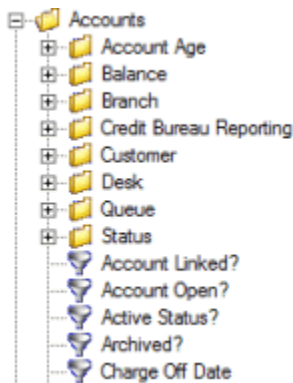 Accounts
Account Age
Balance
Branch
Credit Bureau Reporting
Customer
Desk
Queue
Status
Account Linked?
Account Open?
Active Status?
Archived?
Charge Off Date